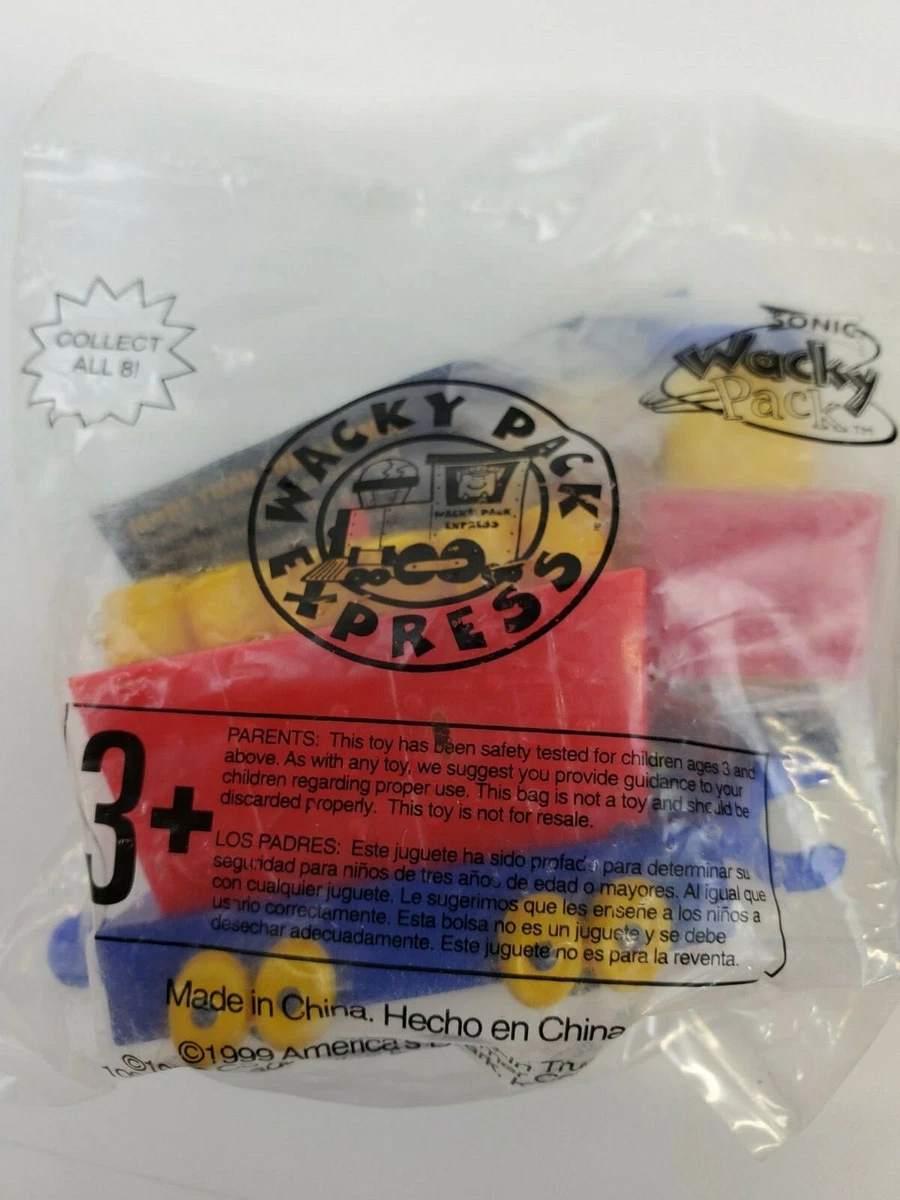 COLLECT
ALL 8!
SONIC
Wacky
Pack™
WACKY PACK
WACKY PACK
EXPRESS
EXPRESS
3+
PARENTS: This toy has been safety tested for children ages 3 and
above. As with any toy, we suggest you provide guidance to your
children regarding proper use. This bag is not a toy and should be
discarded properly. This toy is not for resale.
LOS PADRES: Este juguete ha sido para determinar su
seguridad para niños de tres años de edad o mayores. Al igual que
con cualquier juguete. Le sugerimos que les enseñe a los niños a
usarlo correctamente. Esta bolsa no es un juguete y se debe
desechar adecuadamente. Este juguete no es para la reventa.
Made in China. Hecho en China
©1999 America's